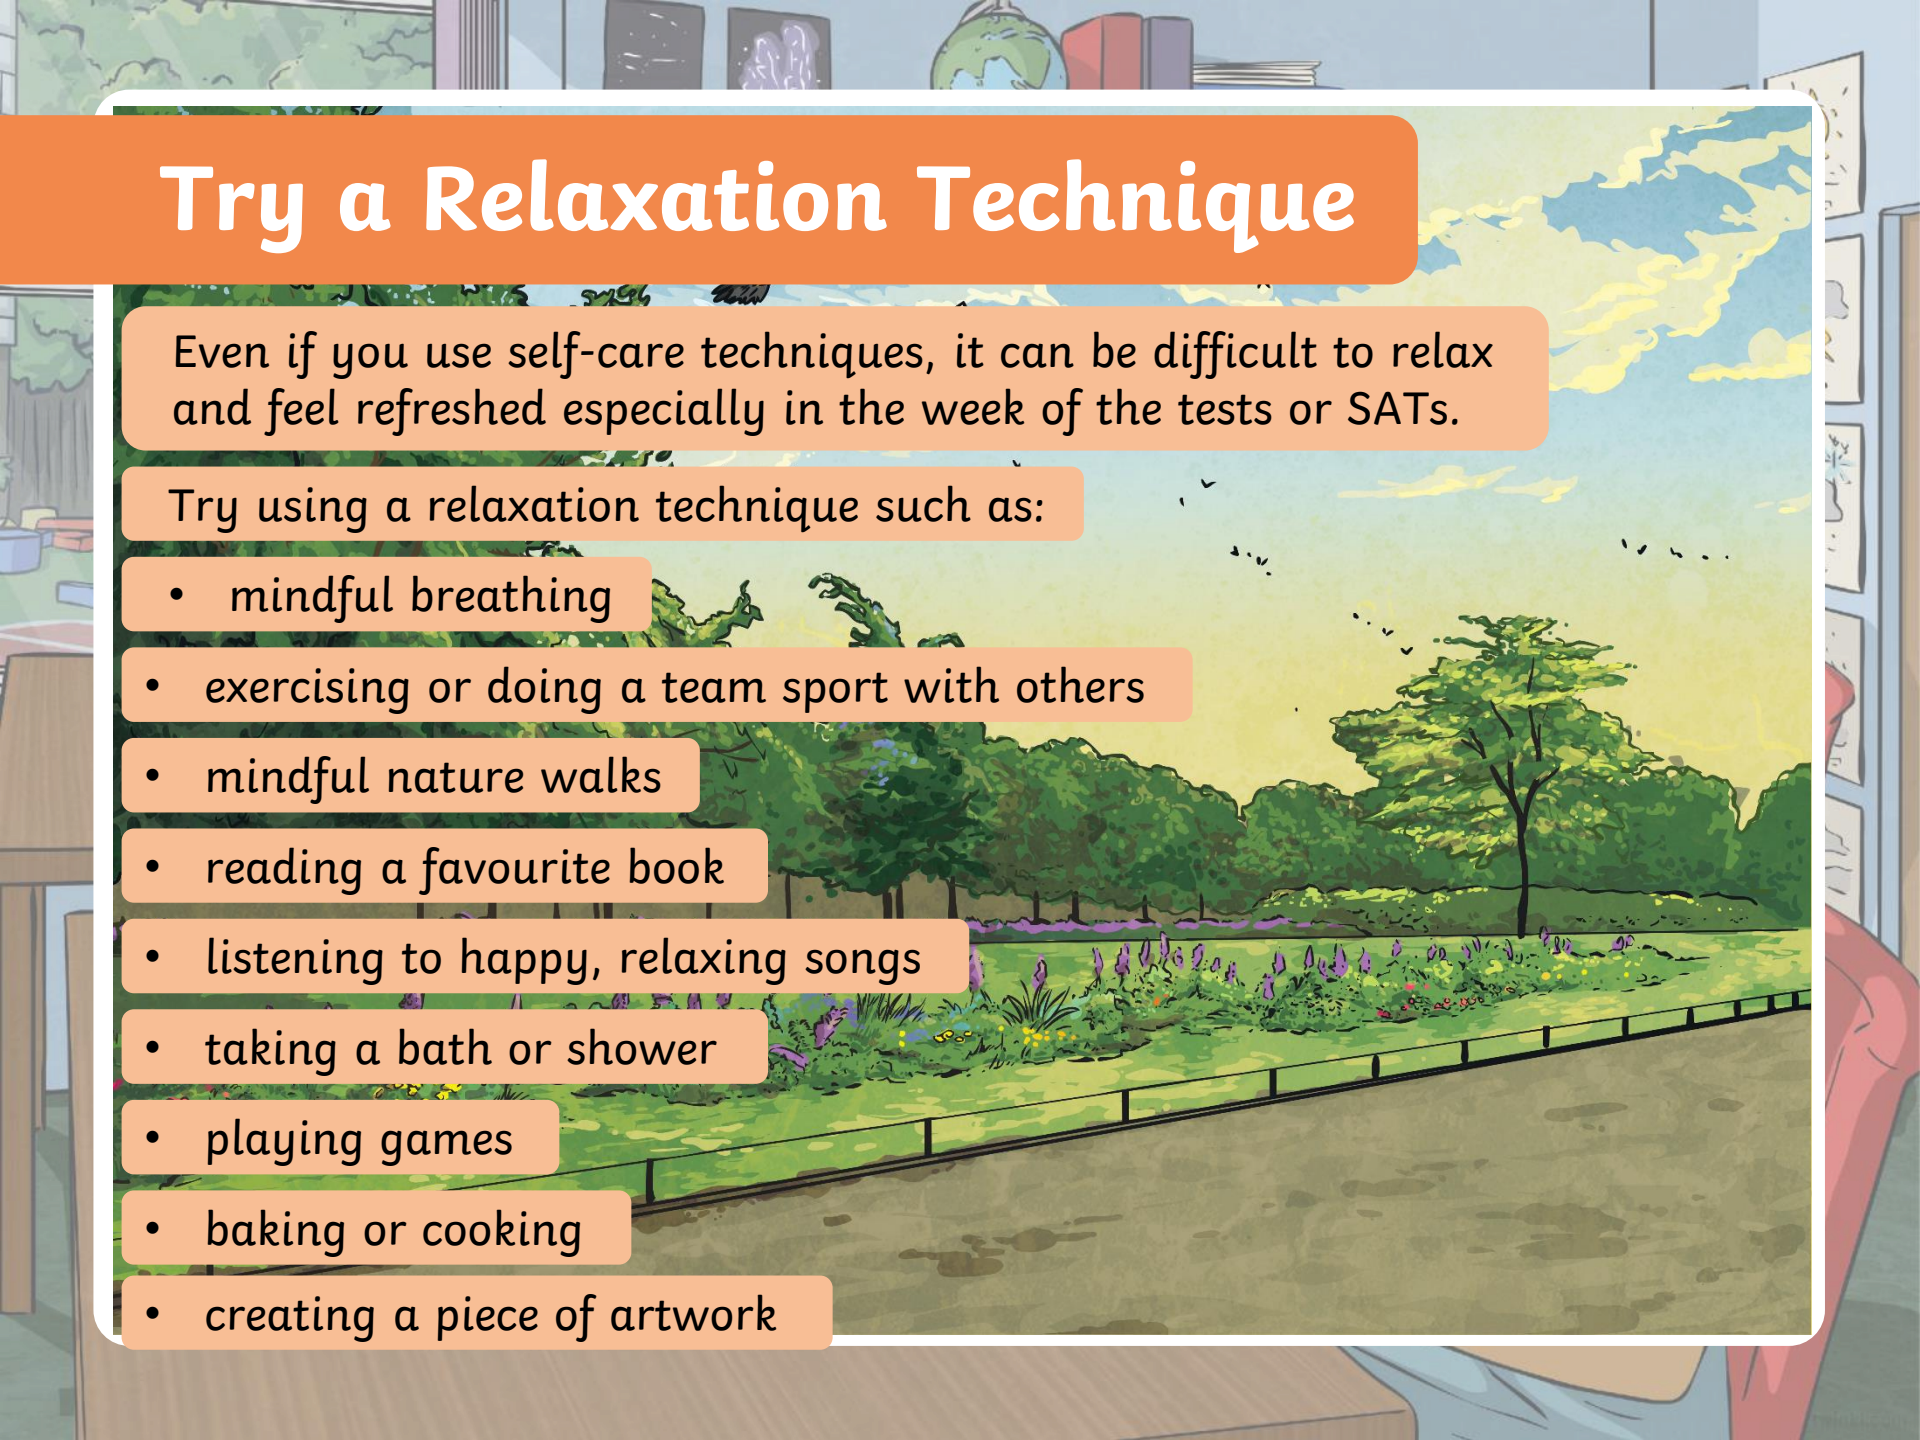 Try a Relaxation Technique
Even if you use self-care techniques, it can be difficult to relax
and feel refreshed especially in the week of the tests or SATs.
Try using a relaxation technique such as:
• mindful breathing
• exercising or doing a team sport with others
• mindful nature walks
• reading a favourite book
• listening to happy, relaxing songs
• taking a bath or shower
• playing games
• baking or cooking
• creating a piece of artwork